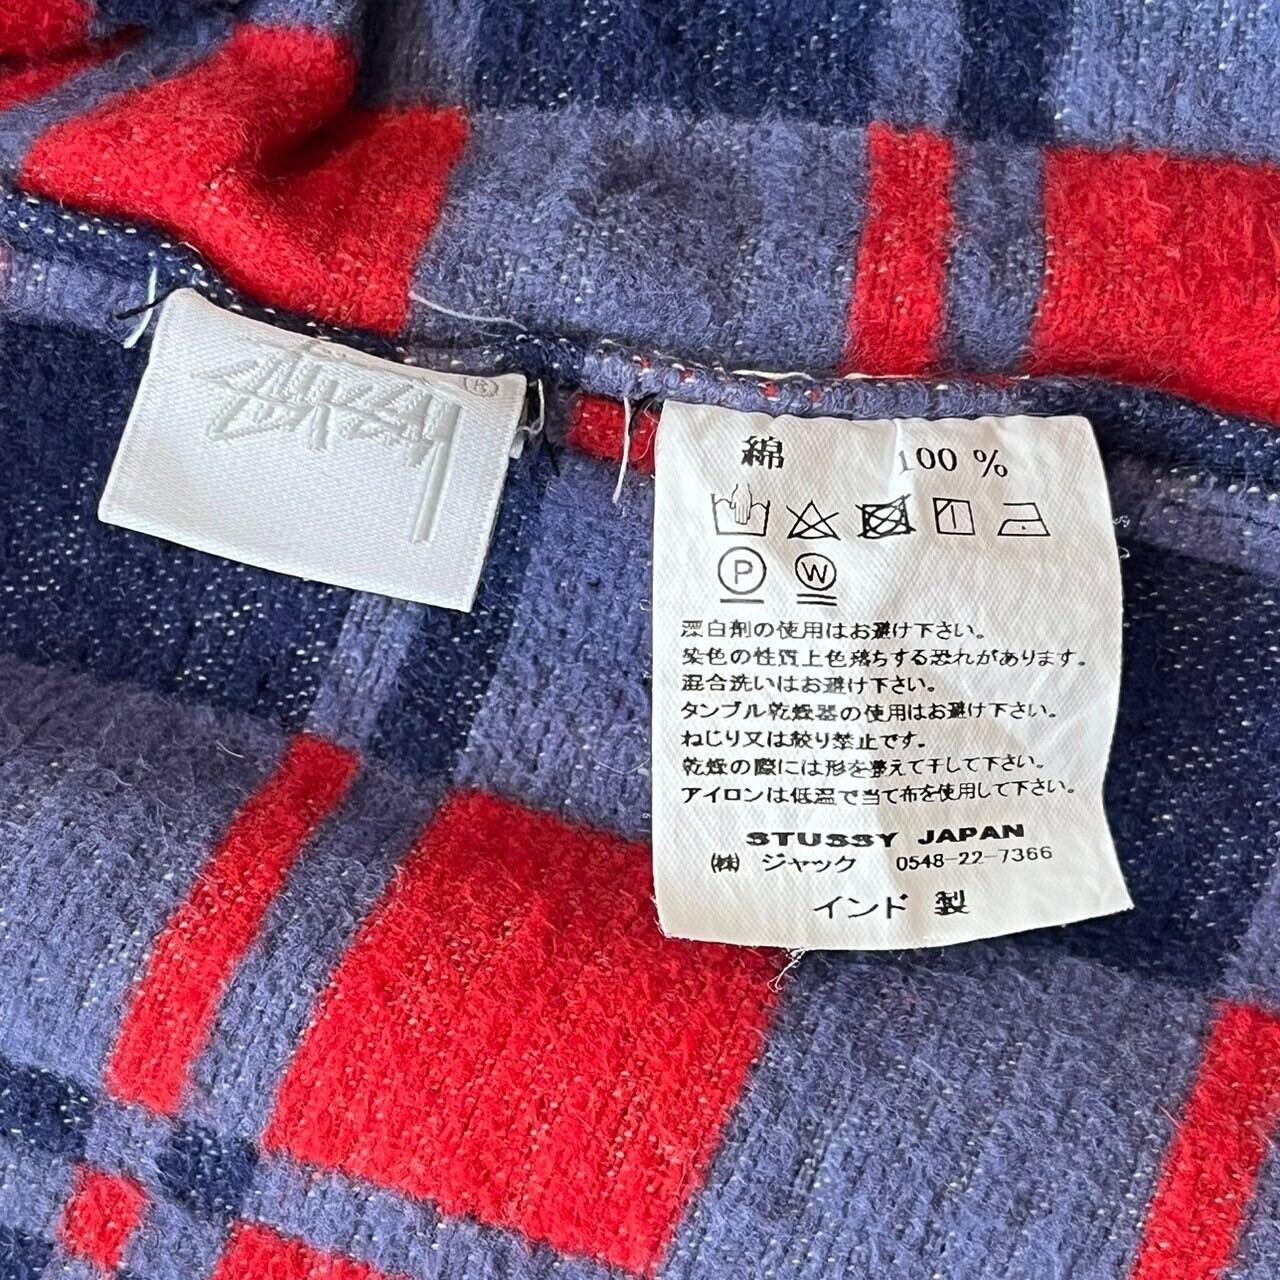 STÜSSY ®
綿 100 %
P W
漂白剤の使用はお避け下さい。
染色の性質上色落ちする恐れがあります。
混合洗いはお避け下さい。
タンブル乾燥器の使用はお避け下さい。
ねじり又は絞り禁止です。
乾燥の際には形を整えて干して下さい。
アイロンは低温で当て布を使用して下さい。
STUSSY JAPAN
㈱ ジャック 0548-22-7366
インド 製